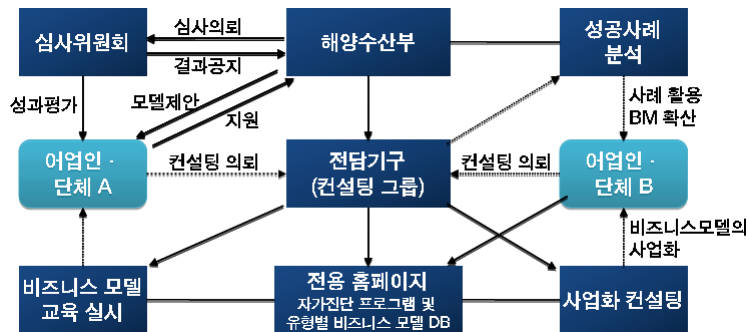 심사위원회
심사의뢰
결과공지
해양수산부
성공사례
분석
성과평가
모델제안
지원
사례 활용
BM 확산
어업인 ·
단체 A
컨설팅 의뢰
전담기구
(컨설팅 그룹)
컨설팅 의뢰
어업인 ·
단체 B
비즈니스모델의
사업화
비즈니스 모델
교육 실시
전용 홈페이지
자가진단 프로그램 및
유형별 비즈니스 모델 DB
사업화 컨설팅